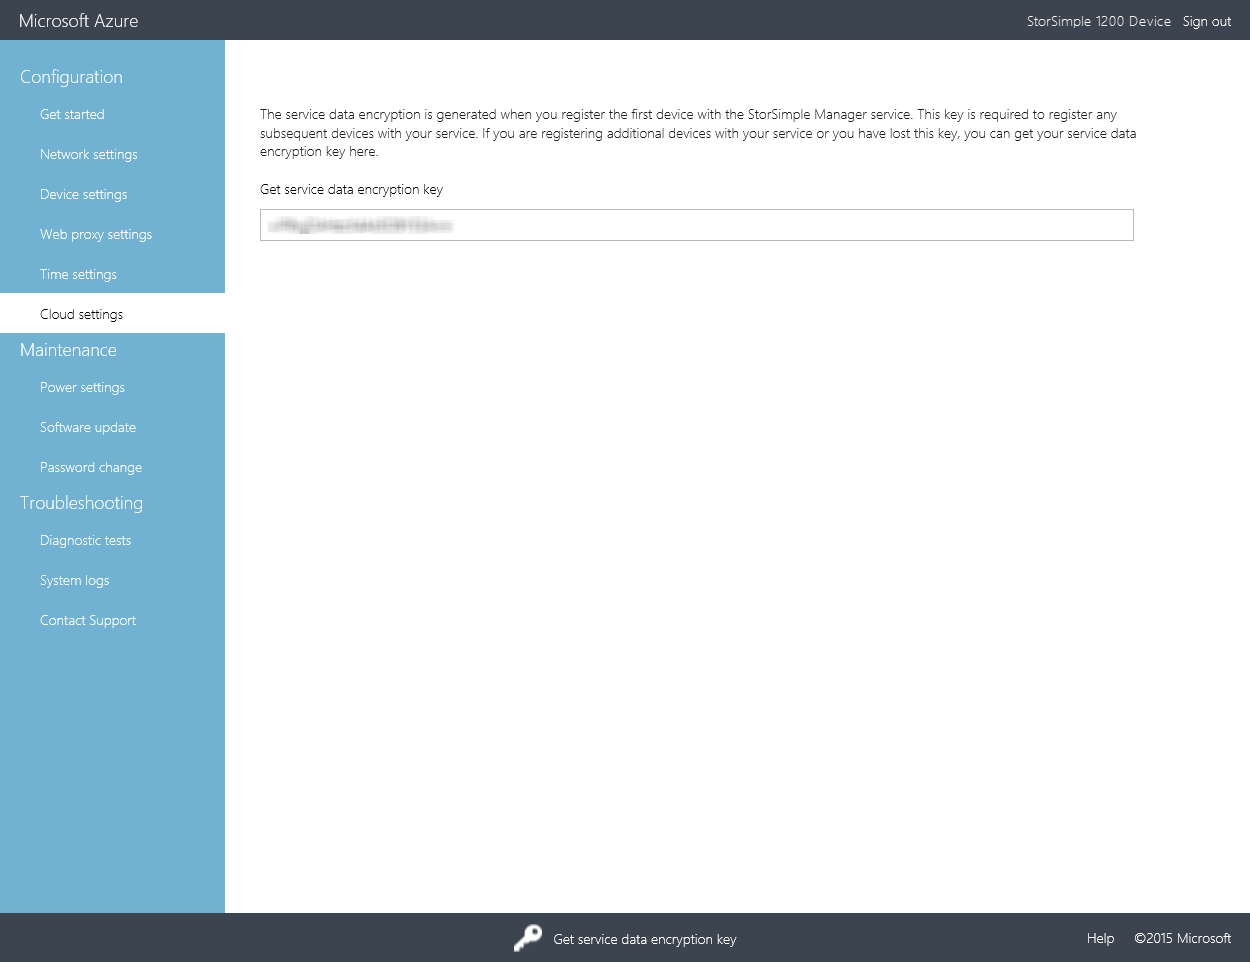 Microsoft Azure
StorSimple 1200 Device Sign out
Configuration
Get started
Network settings
Device settings
Web proxy settings
Time settings
Cloud settings
Maintenance
Power settings
Software update
Password change
Troubleshooting
Diagnostic tests
System logs
Contact Support
The service data encryption is generated when you register the first device with the StorSimple Manager service. This key is required to register any
subsequent devices with your service. If you are registering additional devices with your service or you have lost this key, you can get your service data
encryption key here.
Get service data encryption key
Get service data encryption key
Help ©2015 Microsoft